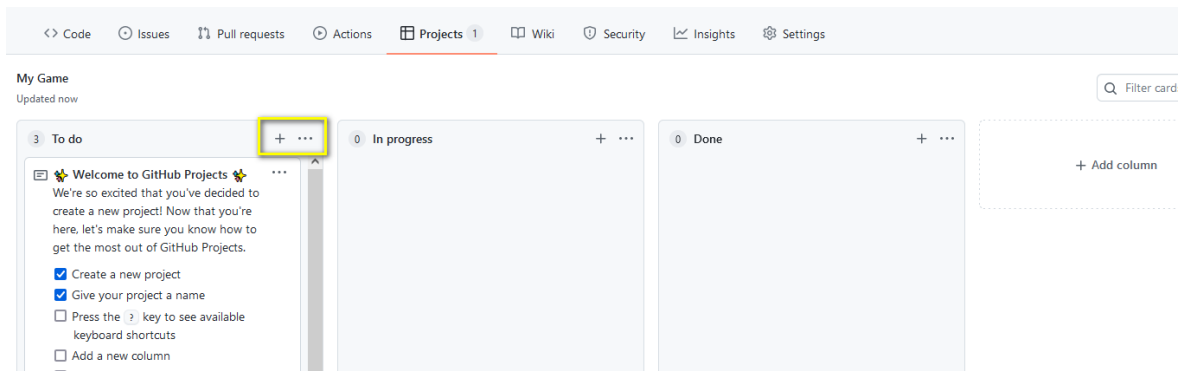 Code Issues Pull requests Actions Projects 1 Wiki Security Insights Settings
My Game
Updated now
Filter card
3 To do
0 In progress
0 Done
+ Add column
Welcome to GitHub Projects
We're so excited that you've decided to
create a new project! Now that you're
here, let's make sure you know how to
get the most out of GitHub Projects.
Create a new project
Give your project a name
Press the ? key to see available
keyboard shortcuts
Add a new column